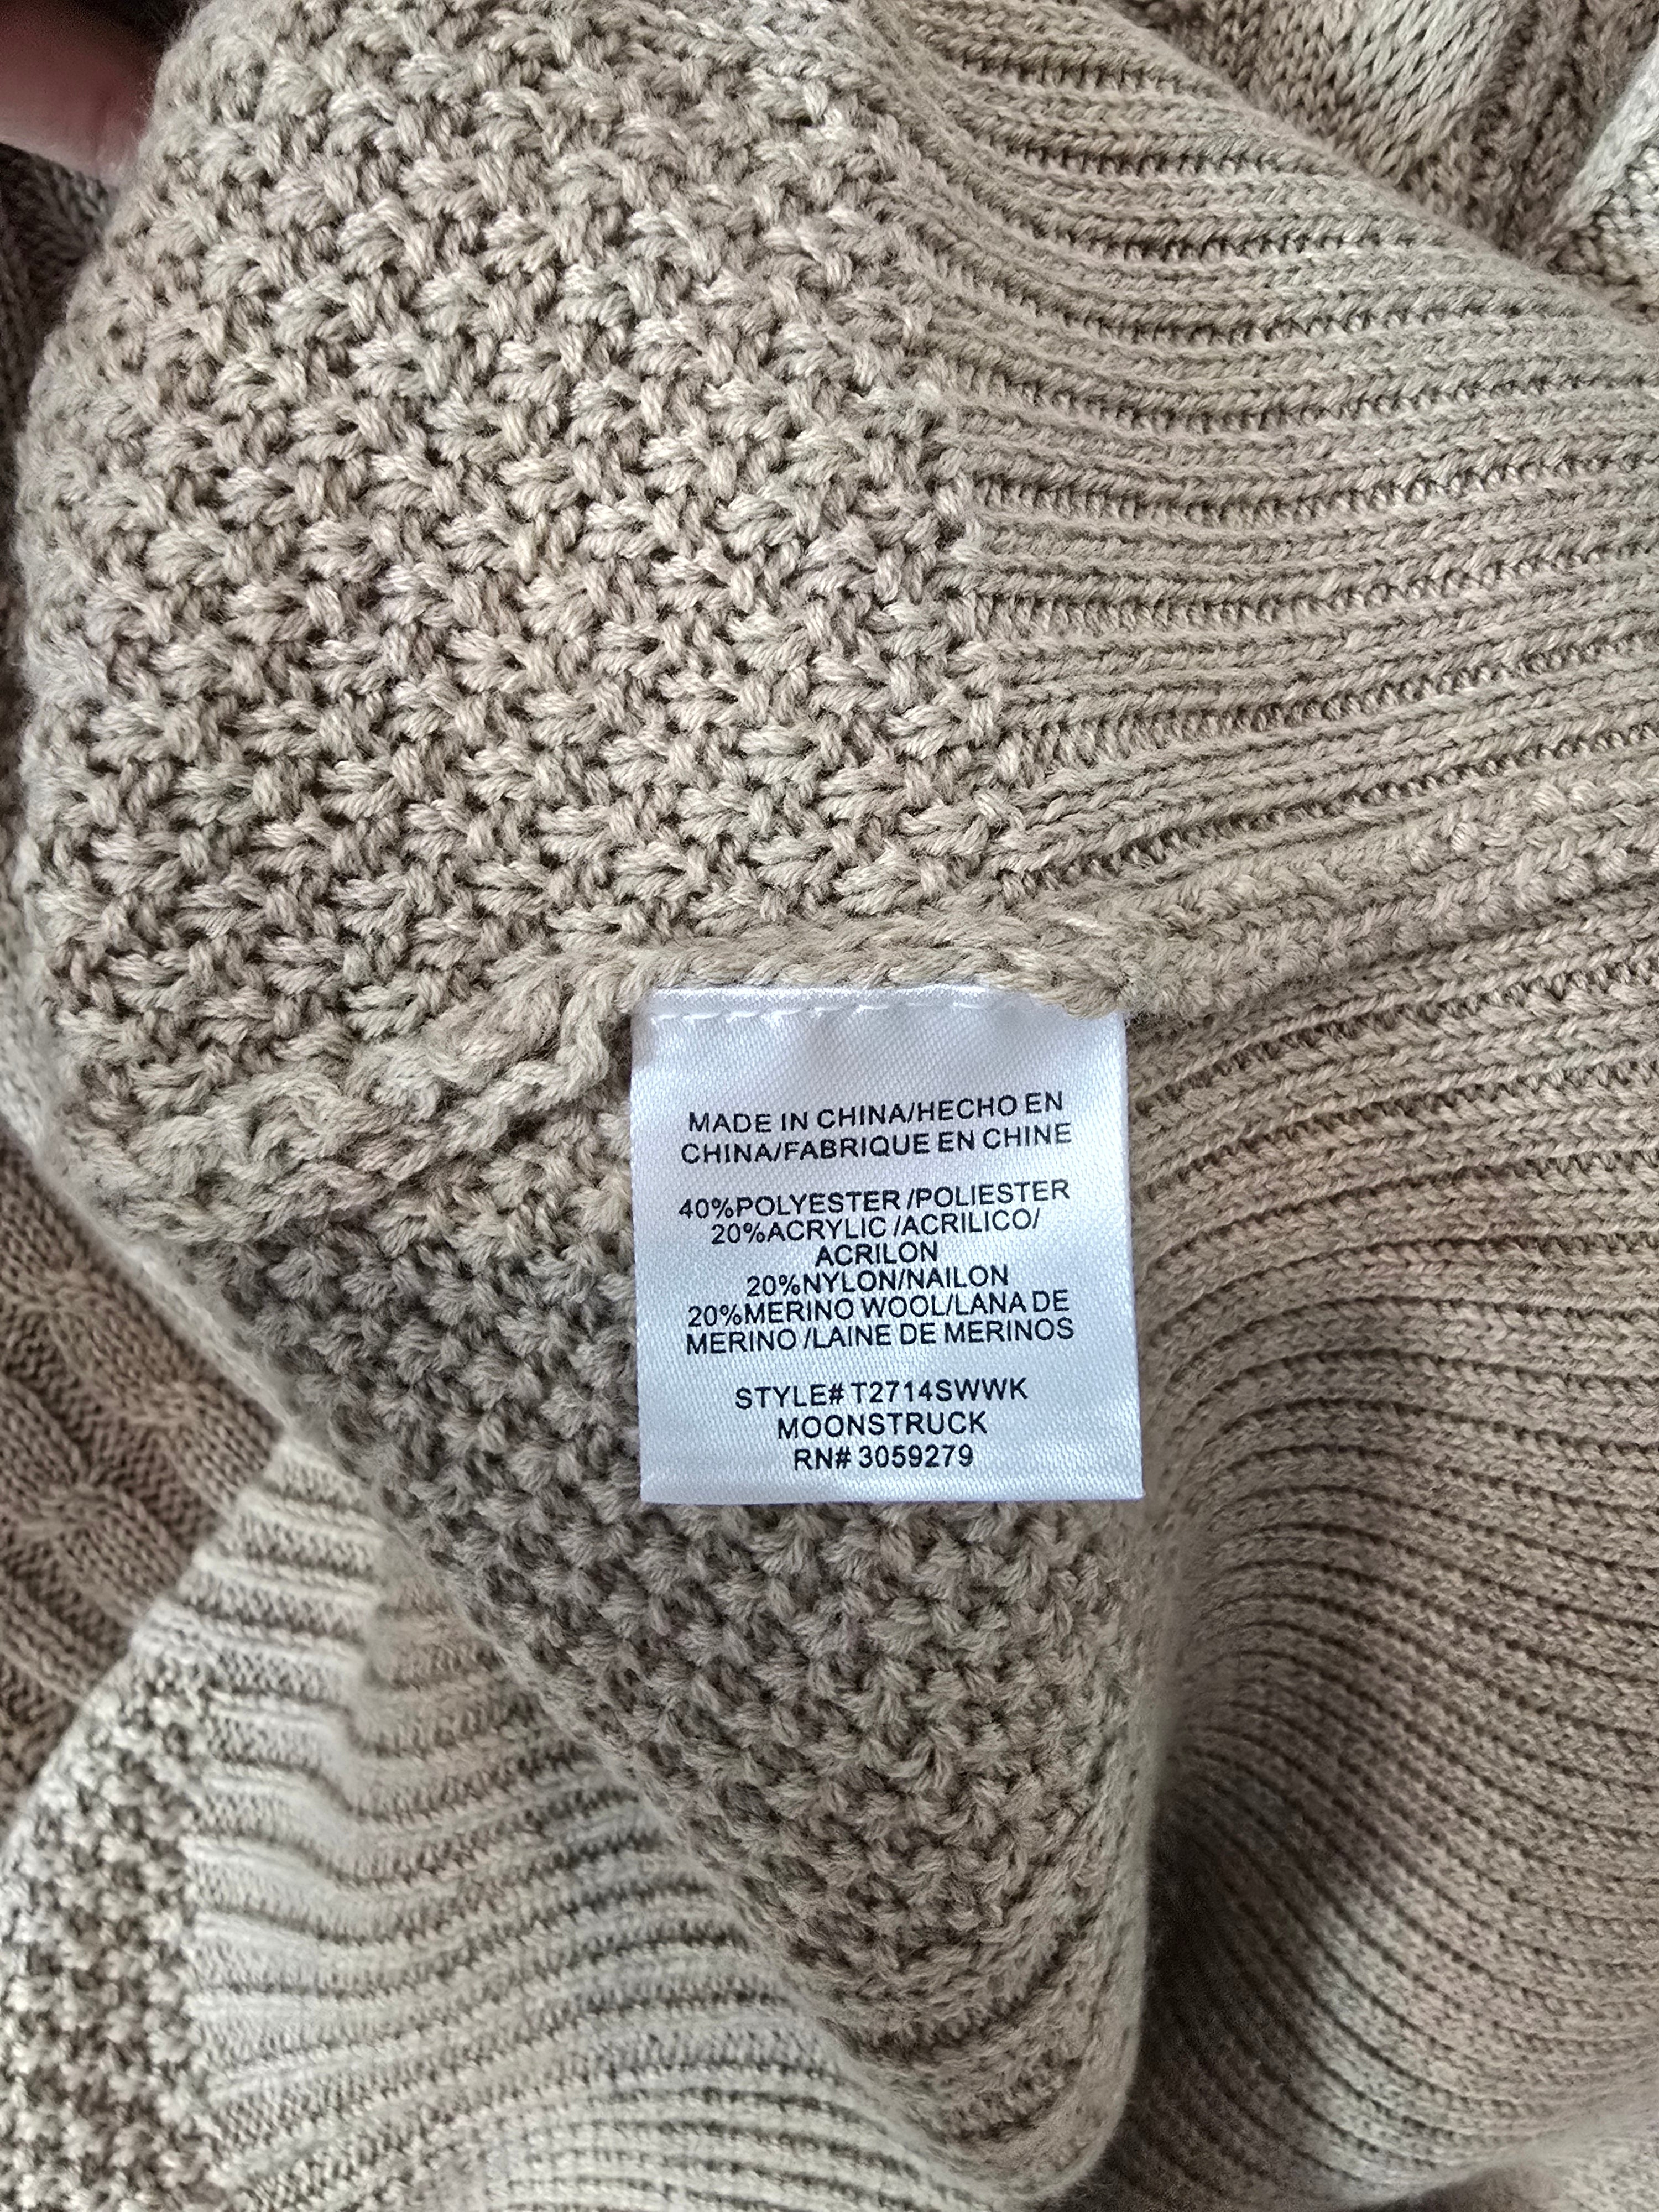 MADE IN CHINA/HECHO EN
CHINA/FABRIQUE EN CHINE
40%POLYESTER /POLIESTER
20%ACRYLIC /ACRILICO/
ACRILON
20%NYLON/NAILON
20%MERINO WOOL/LANA DE
MERINO /LAINE DE MERINOS
STYLE# T2714SWWK
MOONSTRUCK
RN# 3059279